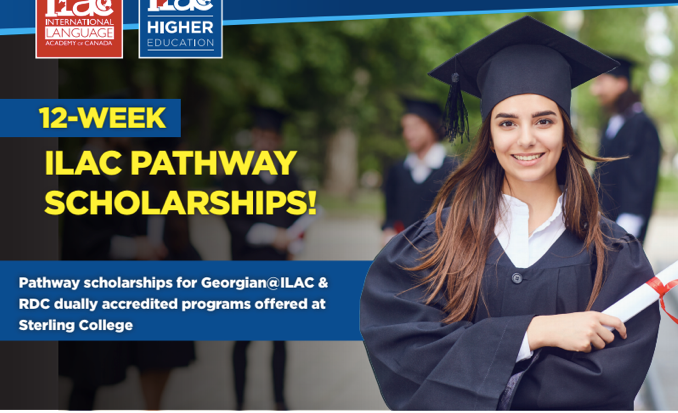 ilac
INTERNATIONAL
LANGUAGE
ACADEMY OF CANADA
ilac
HIGHER
EDUCATION
12-WEEK
ILAC PATHWAY
SCHOLARSHIPS!
Pathway scholarships for Georgian@ILAC &
RDC dually accredited programs offered at
Sterling College